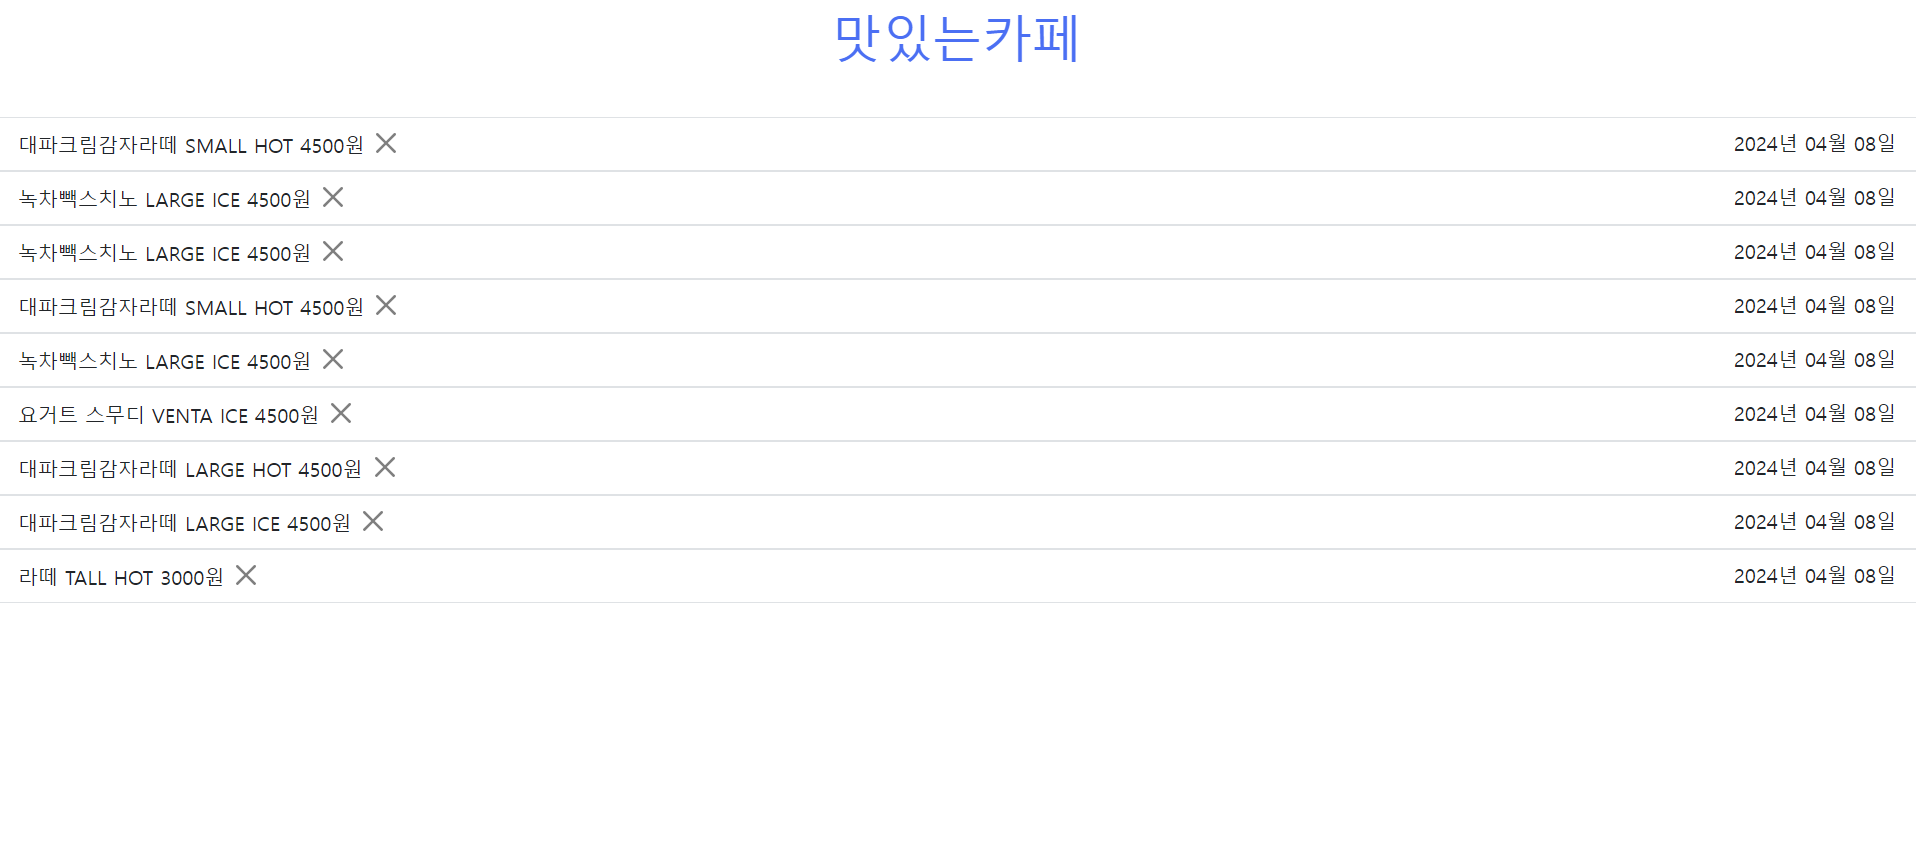 맛있는카페
대파크림감자라떼 SMALL HOT 4500원 2024년 04월 08일
녹차빽스치노 LARGE ICE 4500원 2024년 04월 08일
녹차빽스치노 LARGE ICE 4500원 2024년 04월 08일
대파크림감자라떼 SMALL HOT 4500원 2024년 04월 08일
녹차빽스치노 LARGE ICE 4500원 2024년 04월 08일
요거트 스무디 VENTA ICE 4500원 2024년 04월 08일
대파크림감자라떼 LARGE HOT 4500원 2024년 04월 08일
대파크림감자라떼 LARGE ICE 4500원 2024년 04월 08일
라떼 TALL HOT 3000원 2024년 04월 08일